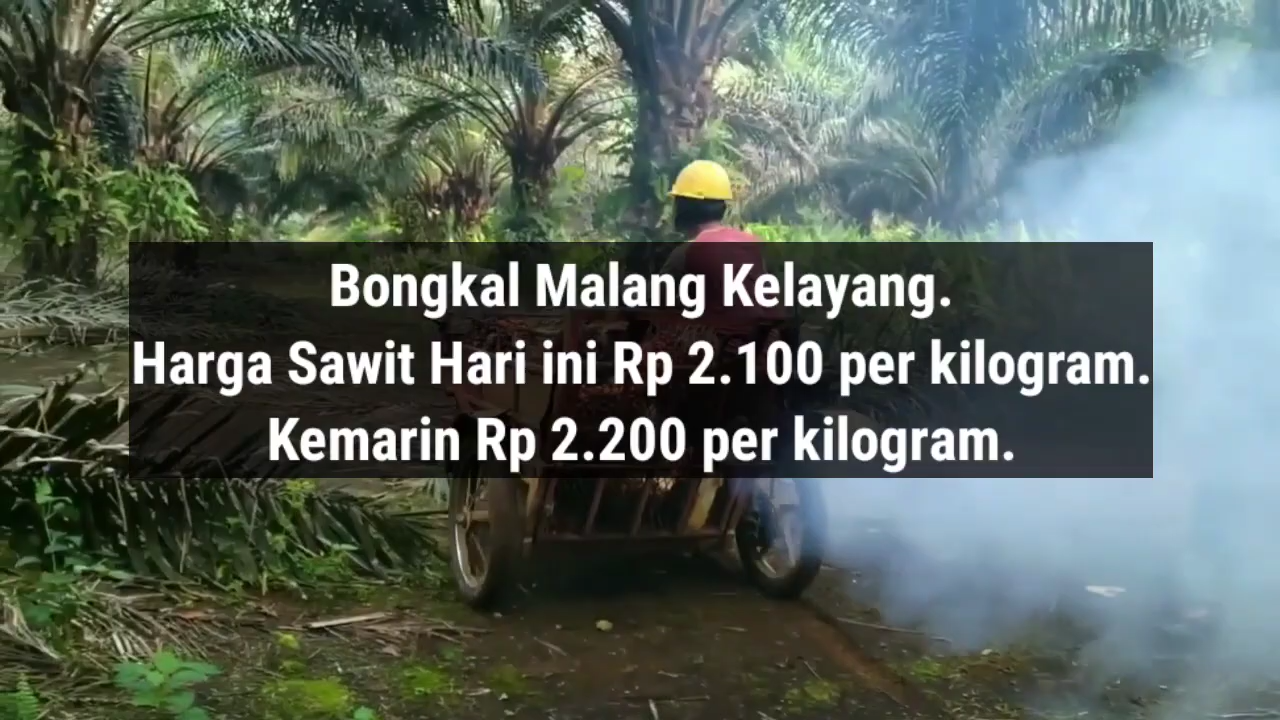 Bongkal Malang Kelayang.
Harga Sawit Hari ini Rp 2.100 per kilogram.
Kemarin Rp 2.200 per kilogram.